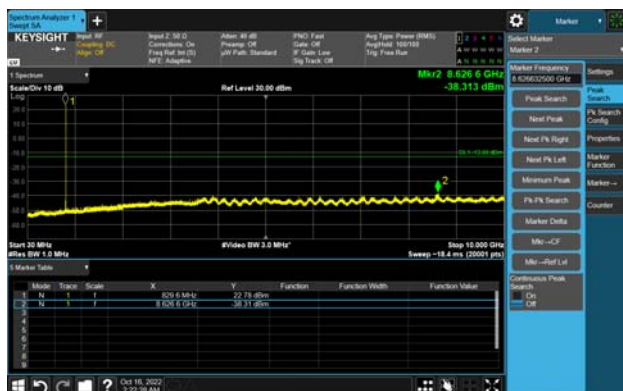 Spectrum Analyzer 1
Swept SA
+
Marker
KEYSIGHT
Input: RF
Coupling: DC
Align: Off
Input Z: 50 Ω
Corrections: On
Freq Ref: Int (S)
NFE: Adaptive
Atten: 40 dB
Preamp: Off
µW Path: Standard
PNO: Fast
Gate: Off
IF Gain: Low
Sig Track: Off
Avg Type: Power (RMS)
Avg|Hold: 100/100
Trig: Free Run
Select Marker
Marker 2
1 Spectrum
Scale/Div 10 dB
Ref Level 30.00 dBm
Mkr2 8.626 6 GHz
-38.313 dBm
Log
1
2
Start 30 MHz
#Res BW 1.0 MHz
#Video BW 3.0 MHz*
Stop 10.000 GHz
Sweep ~18.4 ms (20001 pts)
Marker Frequency
8.626632500 GHz
Peak Search
Next Peak
Next Pk Right
Next Pk Left
Minimum Peak
Pk-Pk Search
Marker Delta
Mkr→CF
Mkr→Ref Lvl
Continuous Peak Search
On
Off
Settings
Peak Search
Pk Search Config
Properties
Marker Function
Marker→
Counter
5 Marker Table
Mode Trace Scale X Y Function Function Width Function Value
1 N 1 f 829.6 MHz 22.78 dBm
2 N 1 f 8.626 6 GHz -38.31 dBm
3
4
5
6
7
8
9
?
Oct 16, 2022